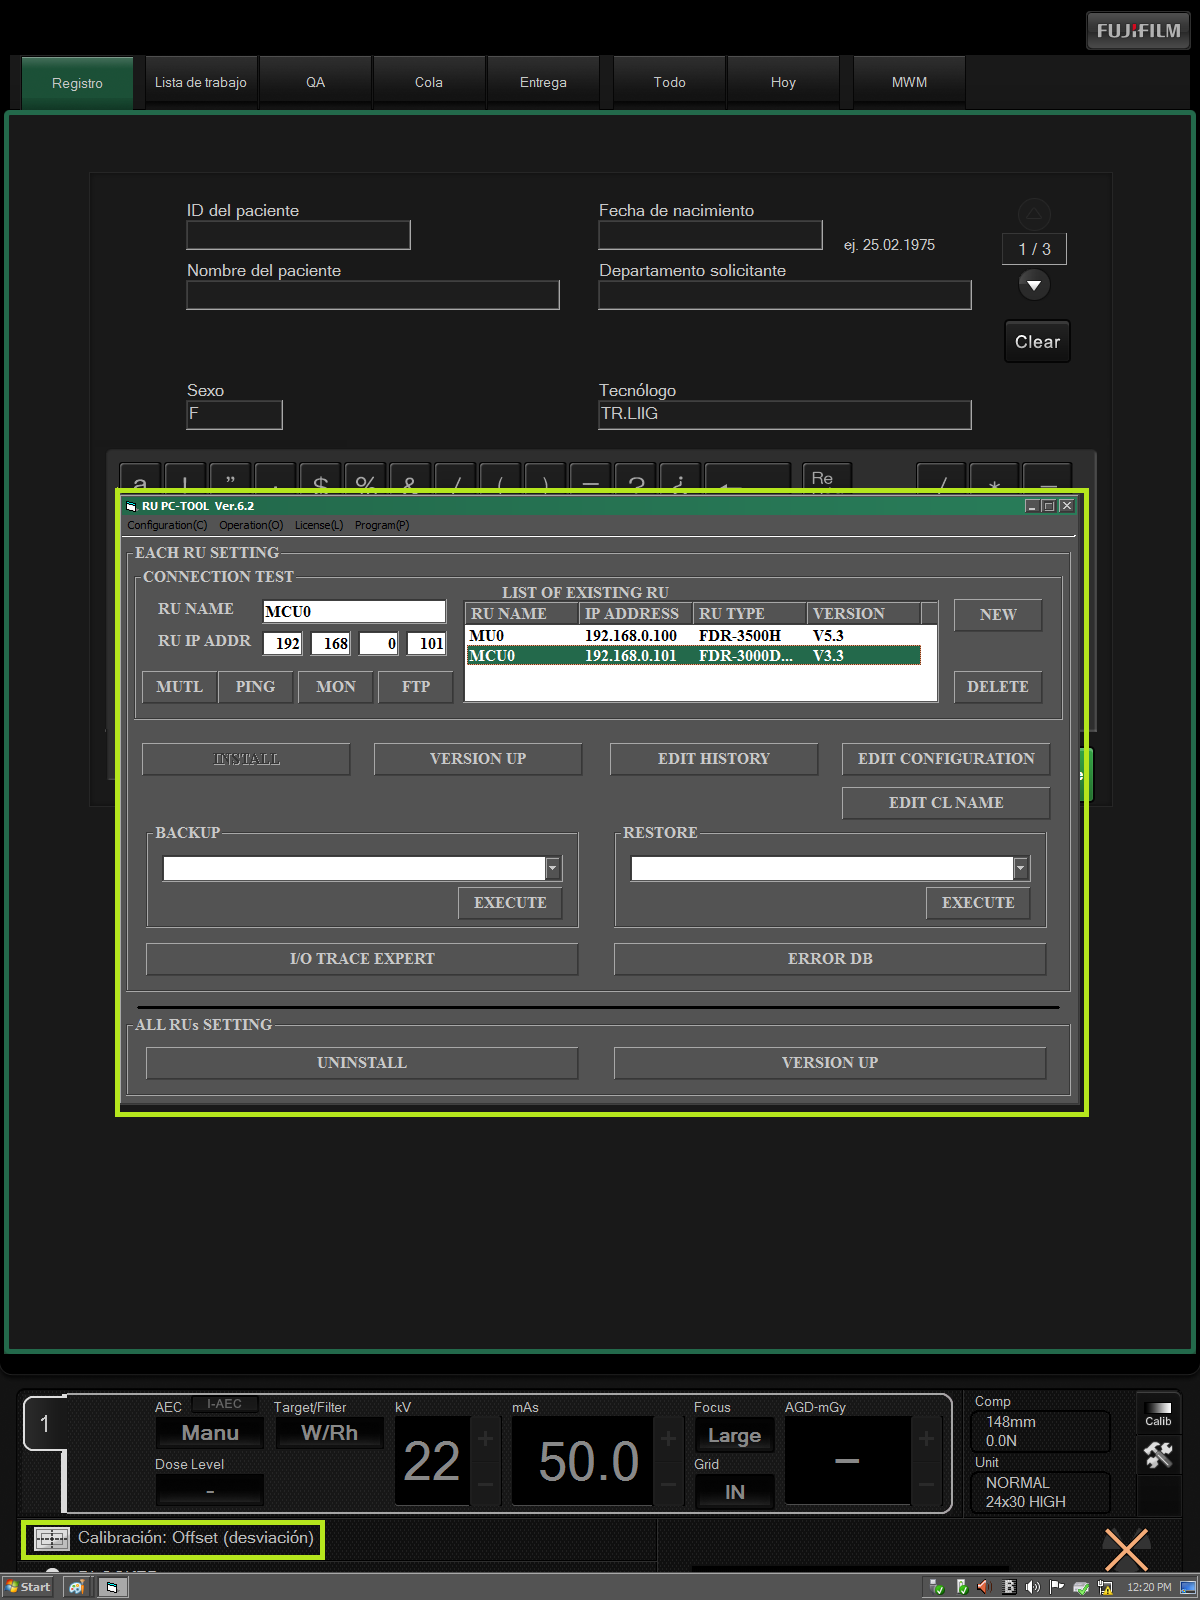 FUJIFILM
Registro
Lista de trabajo
QA
Cola
Entrega
Todo
Hoy
MWM
ID del paciente
Fecha de nacimiento
ej. 25.02.1975
1 / 3
Nombre del paciente
Departamento solicitante
Clear
Sexo
F
Tecnólogo
TR.LIIG
Re
RU PC-TOOL Ver.6.2
Configuration(C) Operation(O) License(L) Program(P)
EACH RU SETTING
CONNECTION TEST
RU NAME
MCU0
RU IP ADDR
192 168 0 101
MUTL PING MON FTP
LIST OF EXISTING RU
RU NAME IP ADDRESS RU TYPE VERSION
MU0 192.168.0.100 FDR-3500H V5.3
MCU0 192.168.0.101 FDR-3000D... V3.3
NEW
DELETE
INSTALL
VERSION UP
EDIT HISTORY
EDIT CONFIGURATION
EDIT CL NAME
BACKUP
EXECUTE
RESTORE
EXECUTE
I/O TRACE EXPERT
ERROR DB
ALL RUs SETTING
UNINSTALL
VERSION UP
1
AEC I-AEC
Manu
Dose Level
-
Target/Filter
W/Rh
kV
22
mAs
50.0
Focus
Large
Grid
IN
AGD-mGy
–
Comp
148mm
0.0N
Unit
NORMAL
24x30 HIGH
Calib
Calibración: Offset (desviación)
Start
12:20 PM